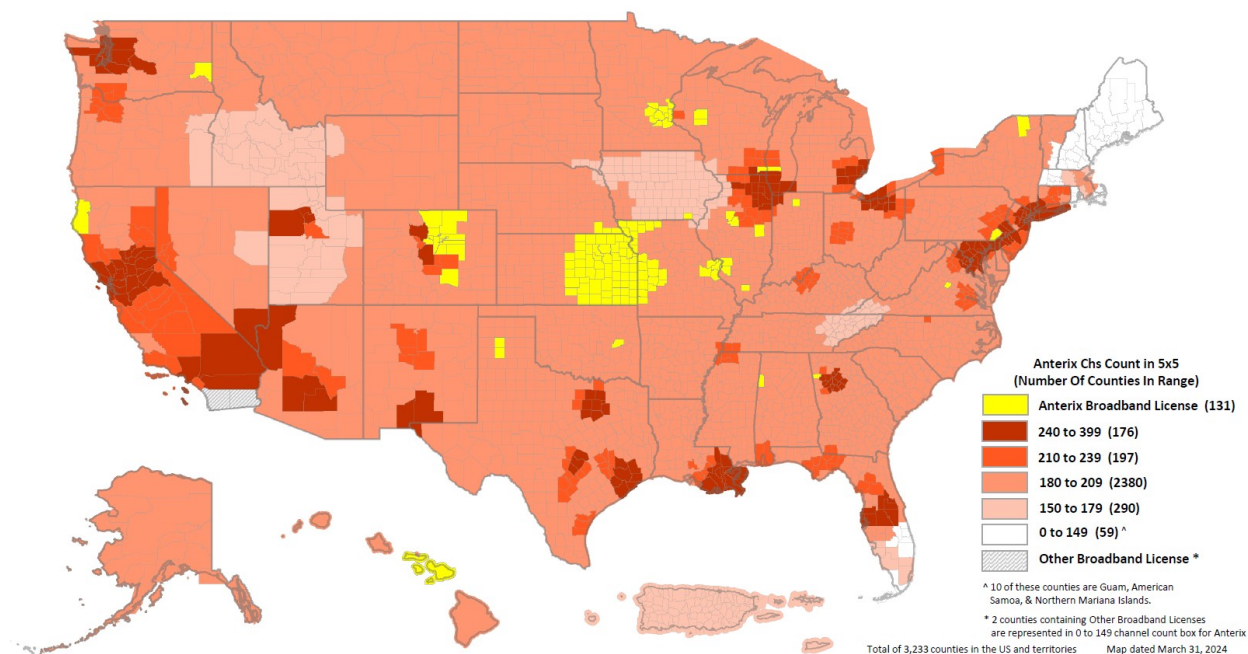 Anterix Chs Count in 5x5
(Number Of Counties In Range)
Anterix Broadband License (131)
240 to 399 (176)
210 to 239 (197)
180 to 209 (2380)
150 to 179 (290)
0 to 149 (59) ^
Other Broadband License *
^ 10 of these counties are Guam, American
Samoa, & Northern Mariana Islands.
* 2 counties containing Other Broadband Licenses
are represented in 0 to 149 channel count box for Anterix
Total of 3,233 counties in the US and territories Map dated March 31, 2024